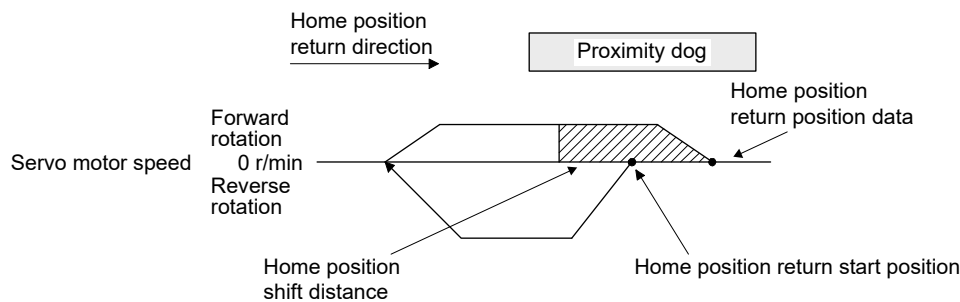 Home position
return direction
Proximity dog
Home position
return position data
Forward
rotation
Servo motor speed 0 r/min
Reverse
rotation
Home position
shift distance
Home position return start position